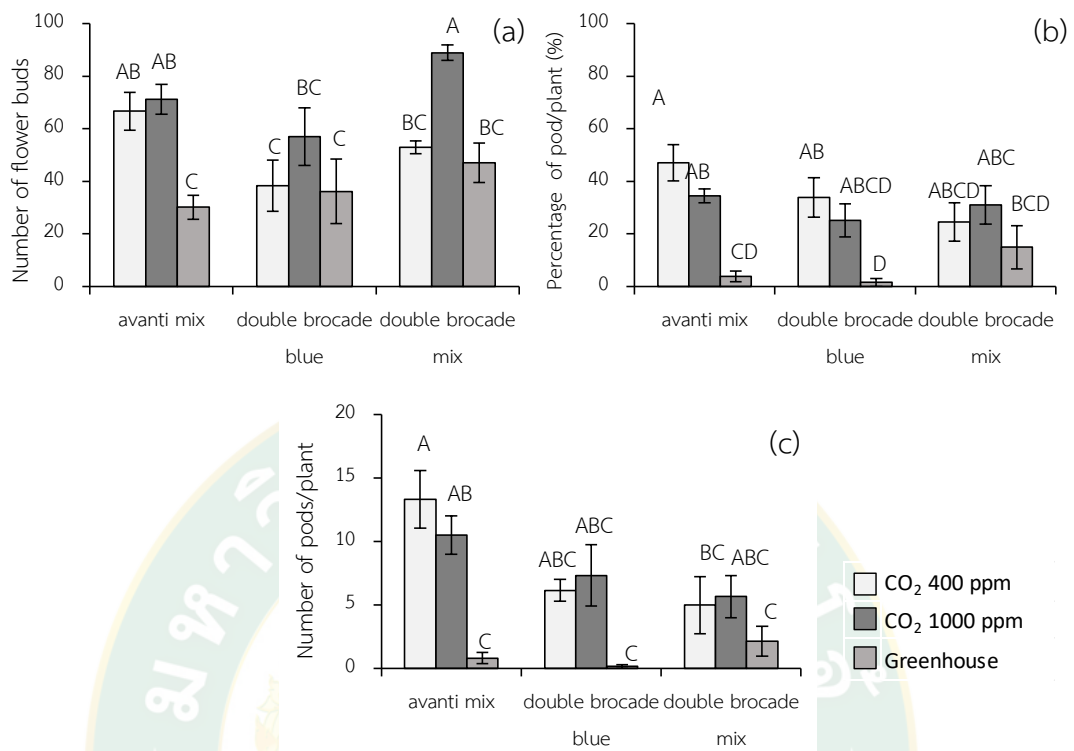 (a)
Number of flower buds
100
80
60
40
20
0
AB
AB
C
C
BC
C
BC
A
BC
avanti mix
double brocade
blue
double brocade
mix
(b)
Percentage of pod/plant (%)
100
80
60
40
20
0
A
AB
CD
AB
ABCD
D
ABCD
ABC
BCD
avanti mix
double brocade
blue
double brocade
mix
(c)
Number of pods/plant
20
15
10
5
0
A
AB
C
ABC
ABC
C
BC
ABC
C
avanti mix
double brocade
blue
double brocade
mix
CO₂ 400 ppm
CO₂ 1000 ppm
Greenhouse
มหาวิ